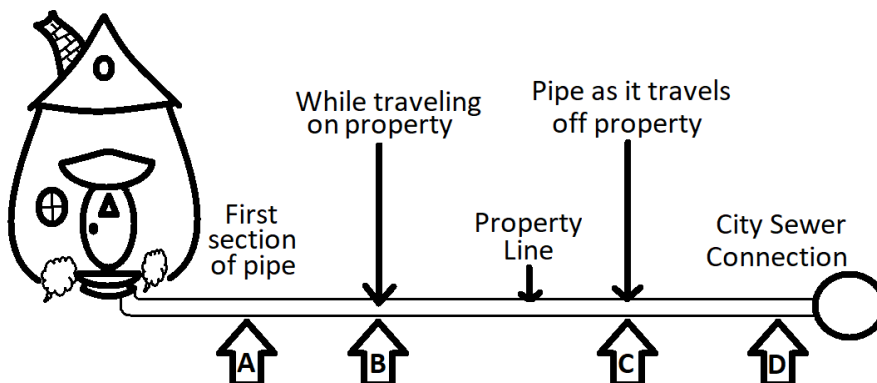 While traveling
on property
Pipe as it travels
off property
First
section
of pipe
Property
Line
City Sewer
Connection
A
B
C
D